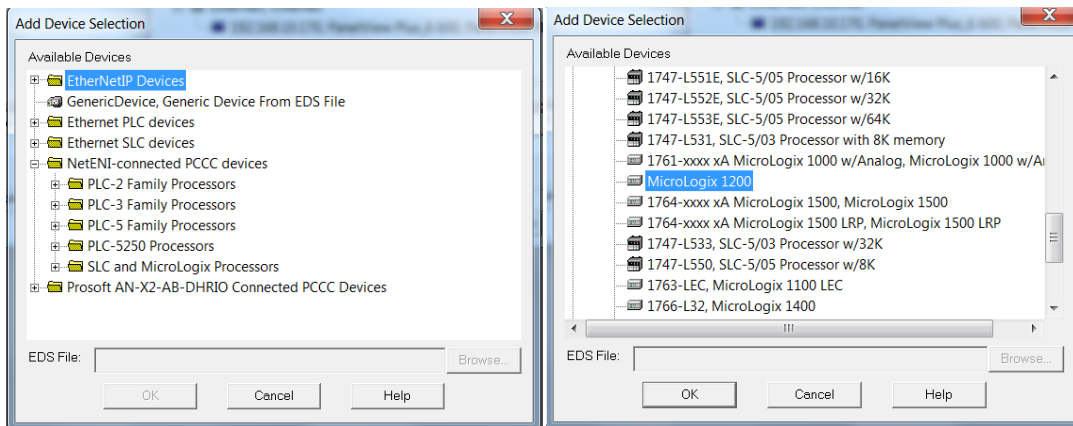 Add Device Selection
Available Devices
EtherNetIP Devices
GenericDevice, Generic Device From EDS File
Ethernet PLC devices
Ethernet SLC devices
NetENI-connected PCCC devices
PLC-2 Family Processors
PLC-3 Family Processors
PLC-5 Family Processors
PLC-5250 Processors
SLC and MicroLogix Processors
Prosoft AN-X2-AB-DHRIO Connected PCCC Devices
EDS File:
Browse...
OK Cancel Help
Add Device Selection
Available Devices
1747-L551E, SLC-5/05 Processor w/16K
1747-L552E, SLC-5/05 Processor w/32K
1747-L553E, SLC-5/05 Processor w/64K
1747-L531, SLC-5/03 Processor with 8K memory
1761-xxxx xA MicroLogix 1000 w/Analog, MicroLogix 1000 w/A
MicroLogix 1200
1764-xxxx xA MicroLogix 1500, MicroLogix 1500
1764-xxxx xA MicroLogix 1500 LRP, MicroLogix 1500 LRP
1747-L533, SLC-5/03 Processor w/32K
1747-L550, SLC-5/05 Processor w/8K
1763-LEC, MicroLogix 1100 LEC
1766-L32, MicroLogix 1400
EDS File:
Browse...
OK Cancel Help